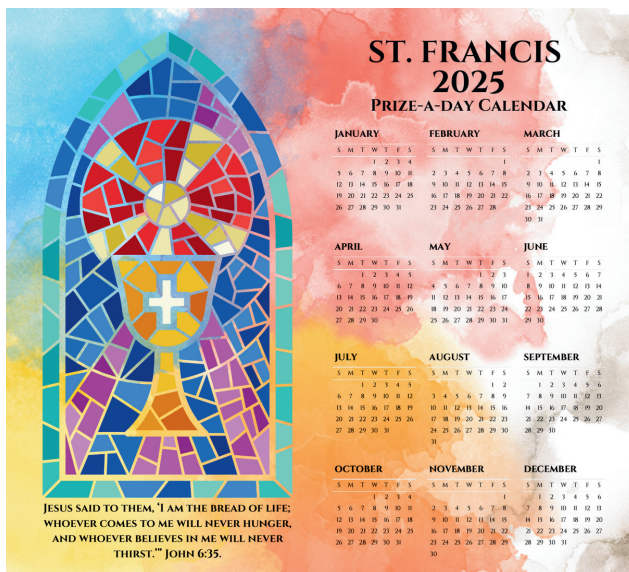 ST. FRANCIS
2025
PRIZE-A-DAY CALENDAR
JANUARY
S M T W T F S
1 2 3 4
5 6 7 8 9 10 11
12 13 14 15 16 17 18
19 20 21 22 23 24 25
26 27 28 29 30 31
FEBRUARY
S M T W T F S
1
2 3 4 5 6 7 8
9 10 11 12 13 14 15
16 17 18 19 20 21 22
23 24 25 26 27 28
MARCH
S M T W T F S
1
2 3 4 5 6 7 8
9 10 11 12 13 14 15
16 17 18 19 20 21 22
23 24 25 26 27 28 29
30 31
APRIL
S M T W T F S
1 2 3 4 5
6 7 8 9 10 11 12
13 14 15 16 17 18 19
20 21 22 23 24 25 26
27 28 29 30
MAY
S M T W T F S
1 2 3
4 5 6 7 8 9 10
11 12 13 14 15 16 17
18 19 20 21 22 23 24
25 26 27 28 29 30 31
JUNE
S M T W T F S
1 2 3 4 5 6 7
8 9 10 11 12 13 14
15 16 17 18 19 20 21
22 23 24 25 26 27 28
29 30
JULY
S M T W T F S
1 2 3 4 5
6 7 8 9 10 11 12
13 14 15 16 17 18 19
20 21 22 23 24 25 26
27 28 29 30 31
AUGUST
S M T W T F S
1 2
3 4 5 6 7 8 9
10 11 12 13 14 15 16
17 18 19 20 21 22 23
24 25 26 27 28 29 30
31
SEPTEMBER
S M T W T F S
1 2 3 4 5 6
7 8 9 10 11 12 13
14 15 16 17 18 19 20
21 22 23 24 25 26 27
28 29 30
OCTOBER
S M T W T F S
1 2 3 4
5 6 7 8 9 10 11
12 13 14 15 16 17 18
19 20 21 22 23 24 25
26 27 28 29 30 31
NOVEMBER
S M T W T F S
1
2 3 4 5 6 7 8
9 10 11 12 13 14 15
16 17 18 19 20 21 22
23 24 25 26 27 28 29
30
DECEMBER
S M T W T F S
1 2 3 4 5 6
7 8 9 10 11 12 13
14 15 16 17 18 19 20
21 22 23 24 25 26 27
28 29 30 31
JESUS SAID TO THEM, ‘I AM THE BREAD OF LIFE;
WHOEVER COMES TO ME WILL NEVER HUNGER,
AND WHOEVER BELIEVES IN ME WILL NEVER
THIRST.’” JOHN 6:35.